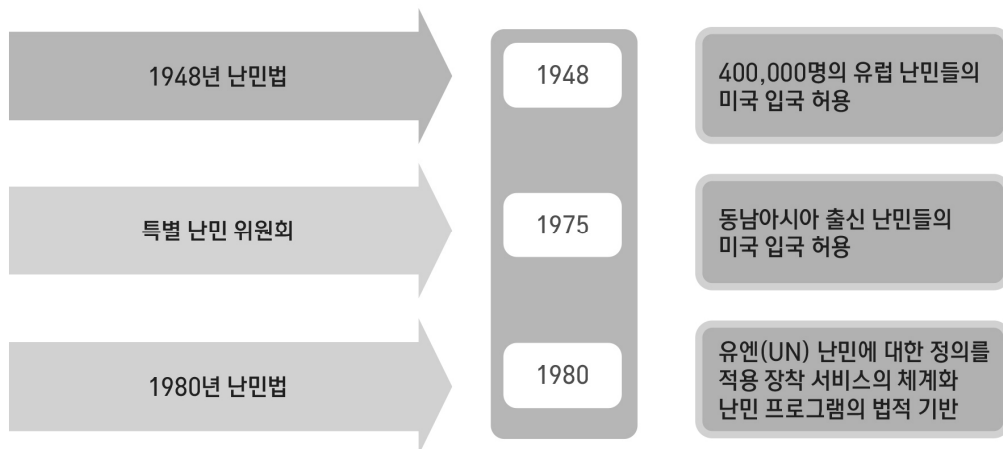 1948년 난민법
1948
400,000명의 유럽 난민들의
미국 입국 허용
특별 난민 위원회
1975
동남아시아 출신 난민들의
미국 입국 허용
1980년 난민법
1980
유엔(UN) 난민에 대한 정의를
적용 장착 서비스의 체계화
난민 프로그램의 법적 기반